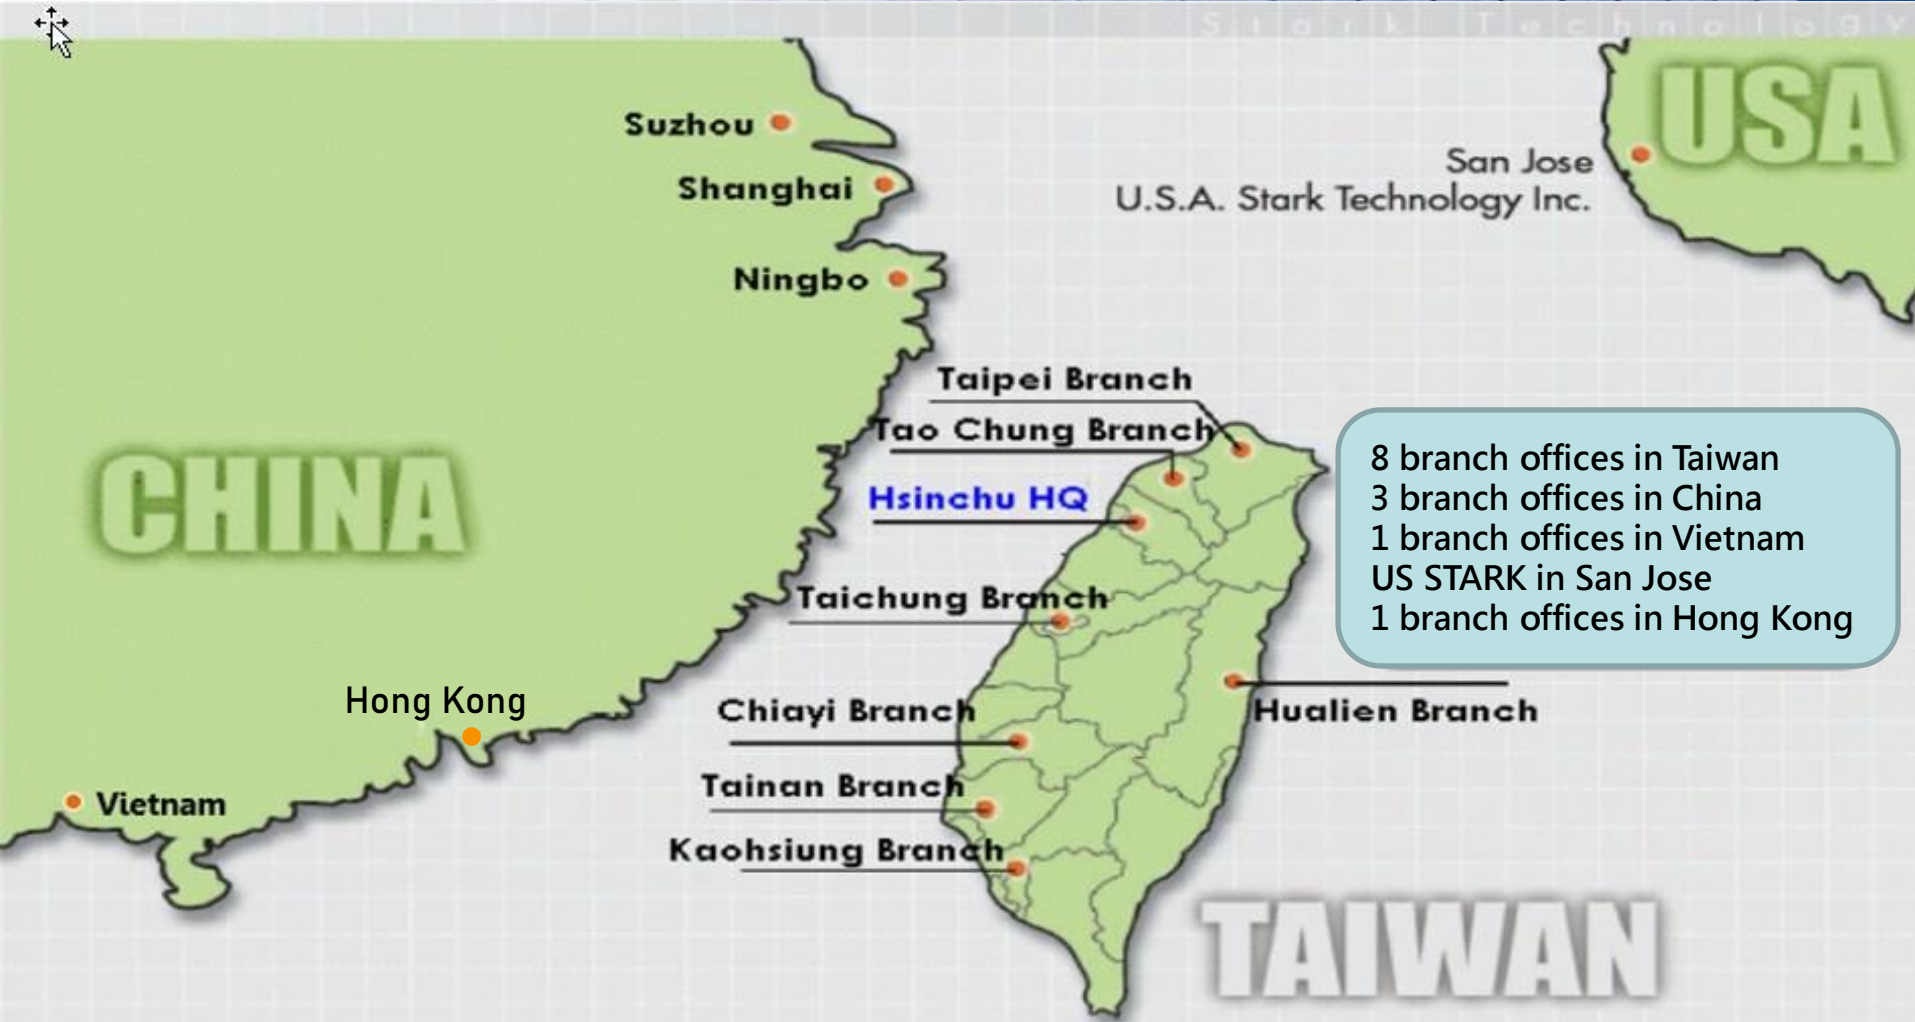 Stark Technology
USA
Suzhou
Shanghai
San Jose
U.S.A. Stark Technology Inc.
Ningbo
Taipei Branch
Tao Chung Branch
Hsinchu HQ
CHINA
8 branch offices in Taiwan
3 branch offices in China
1 branch offices in Vietnam
US STARK in San Jose
1 branch offices in Hong Kong
Taichung Branch
Hong Kong
Chiayi Branch
Hualien Branch
Tainan Branch
Vietnam
Kaohsiung Branch
TAIWAN